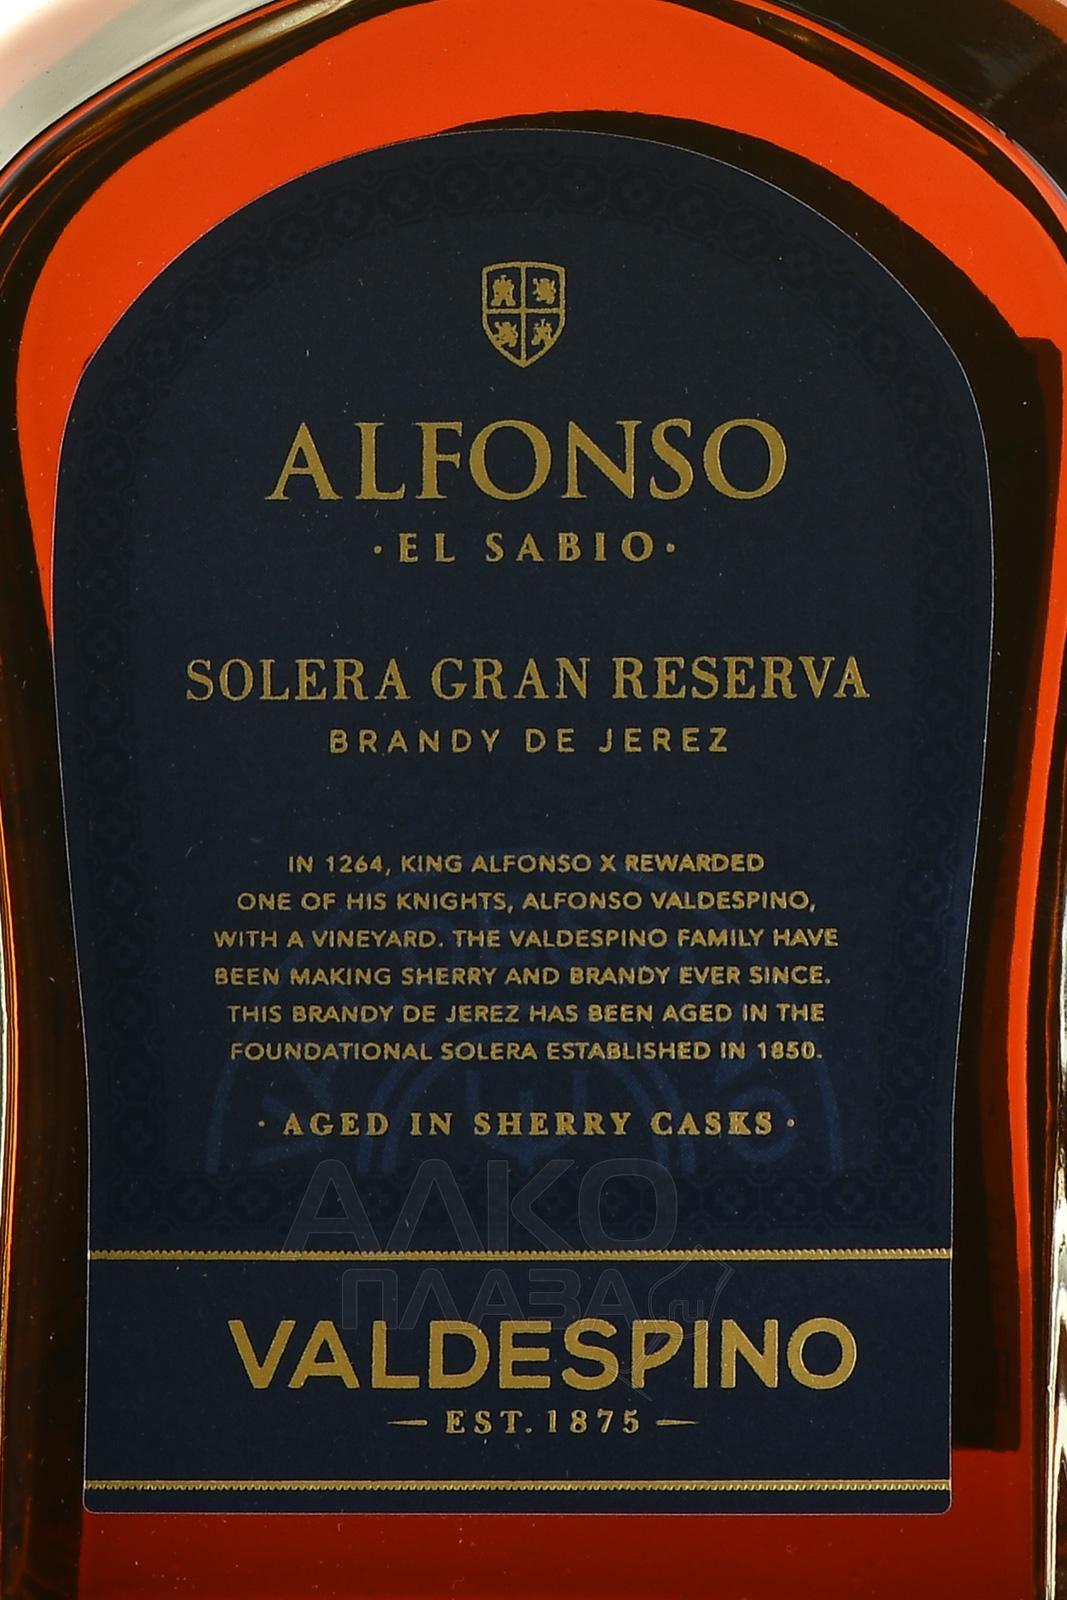 ALFONSO
·EL SABIO·
SOLERA GRAN RESERVA
BRANDY DE JEREZ
IN 1264, KING ALFONSO X REWARDED
ONE OF HIS KNIGHTS, ALFONSO VALDESPINO,
WITH A VINEYARD. THE VALDESPINO FAMILY HAVE
BEEN MAKING SHERRY AND BRANDY EVER SINCE.
THIS BRANDY DE JEREZ HAS BEEN AGED IN THE
FOUNDATIONAL SOLERA ESTABLISHED IN 1850.
· AGED IN SHERRY CASKS ·
АЛКО
ПЛАЗА.ru
VALDESPINO
— EST. 1875 —